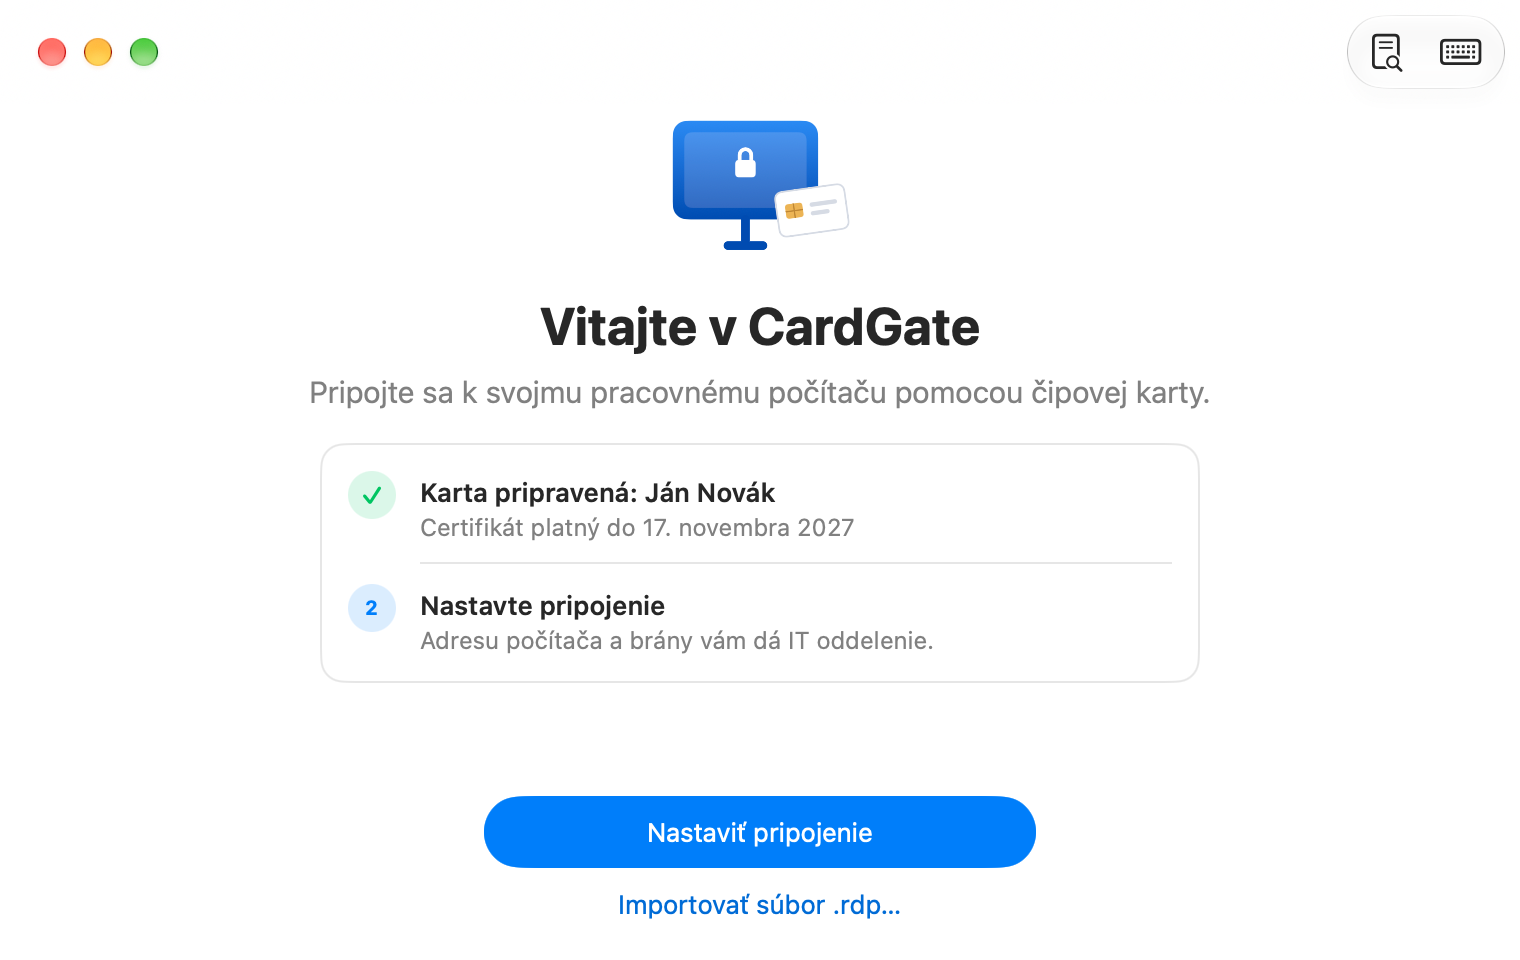 Vitajte v CardGate
Pripojte sa k svojmu pracovnému počítaču pomocou čipovej karty.
Karta pripravená: Ján Novák
Certifikát platný do 17. novembra 2027
2
Nastavte pripojenie
Adresu počítača a brány vám dá IT oddelenie.
Nastaviť pripojenie
Importovať súbor .rdp...